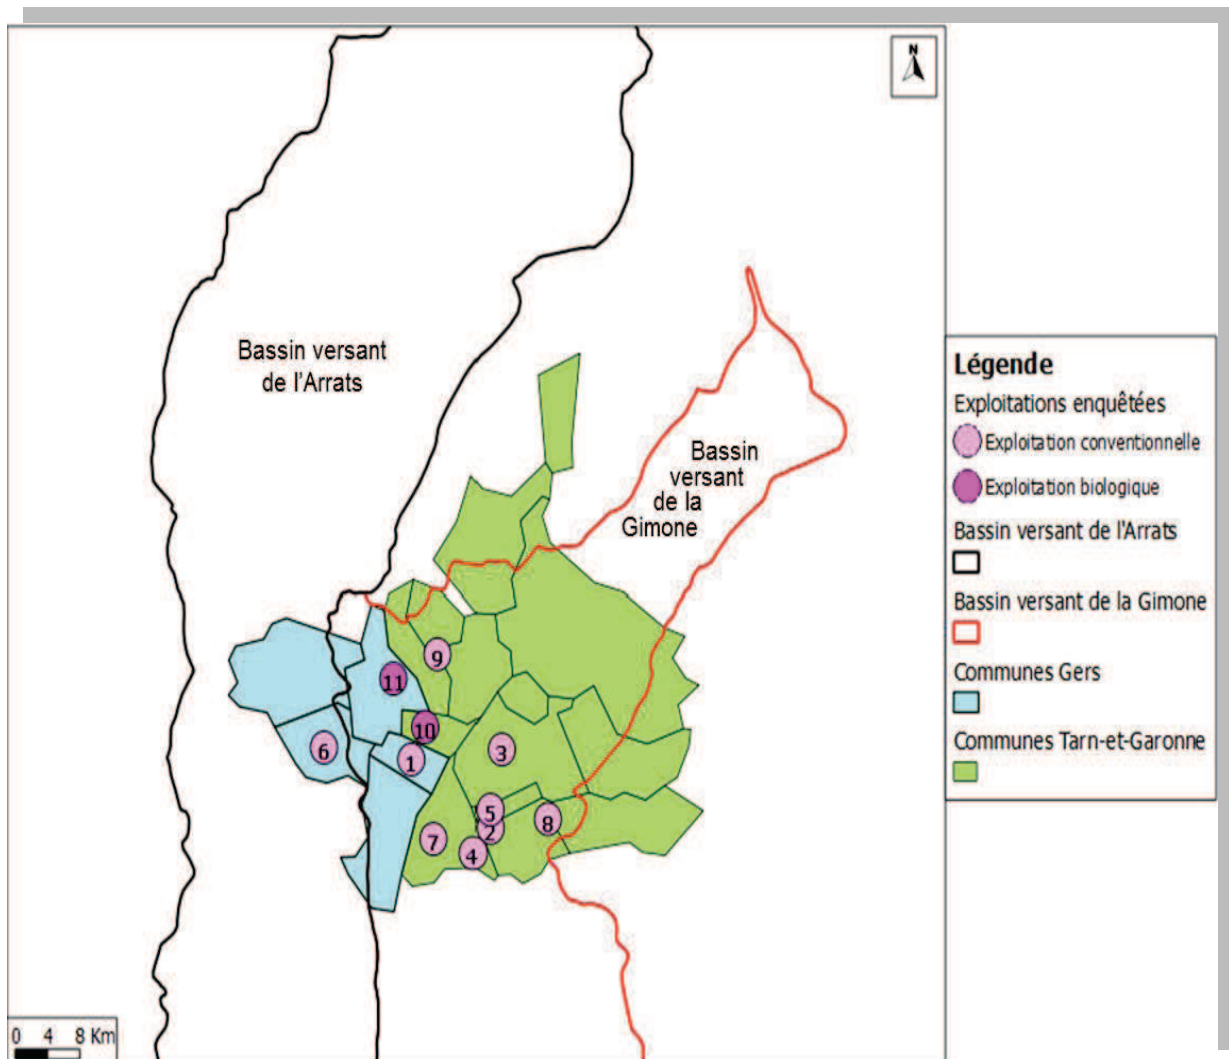 N
Bassin versant
de l'Arrats
Bassin
versant
de la
Gimone
9
11
10
6
1
3
5
2
8
7
4
0 4 8 Km
Légende
Exploitations enquêtées
Exploitation conventionnelle
Exploitation biologique
Bassin versant de l'Arrats
Bassin versant de la Gimone
Communes Gers
Communes Tarn-et-Garonne